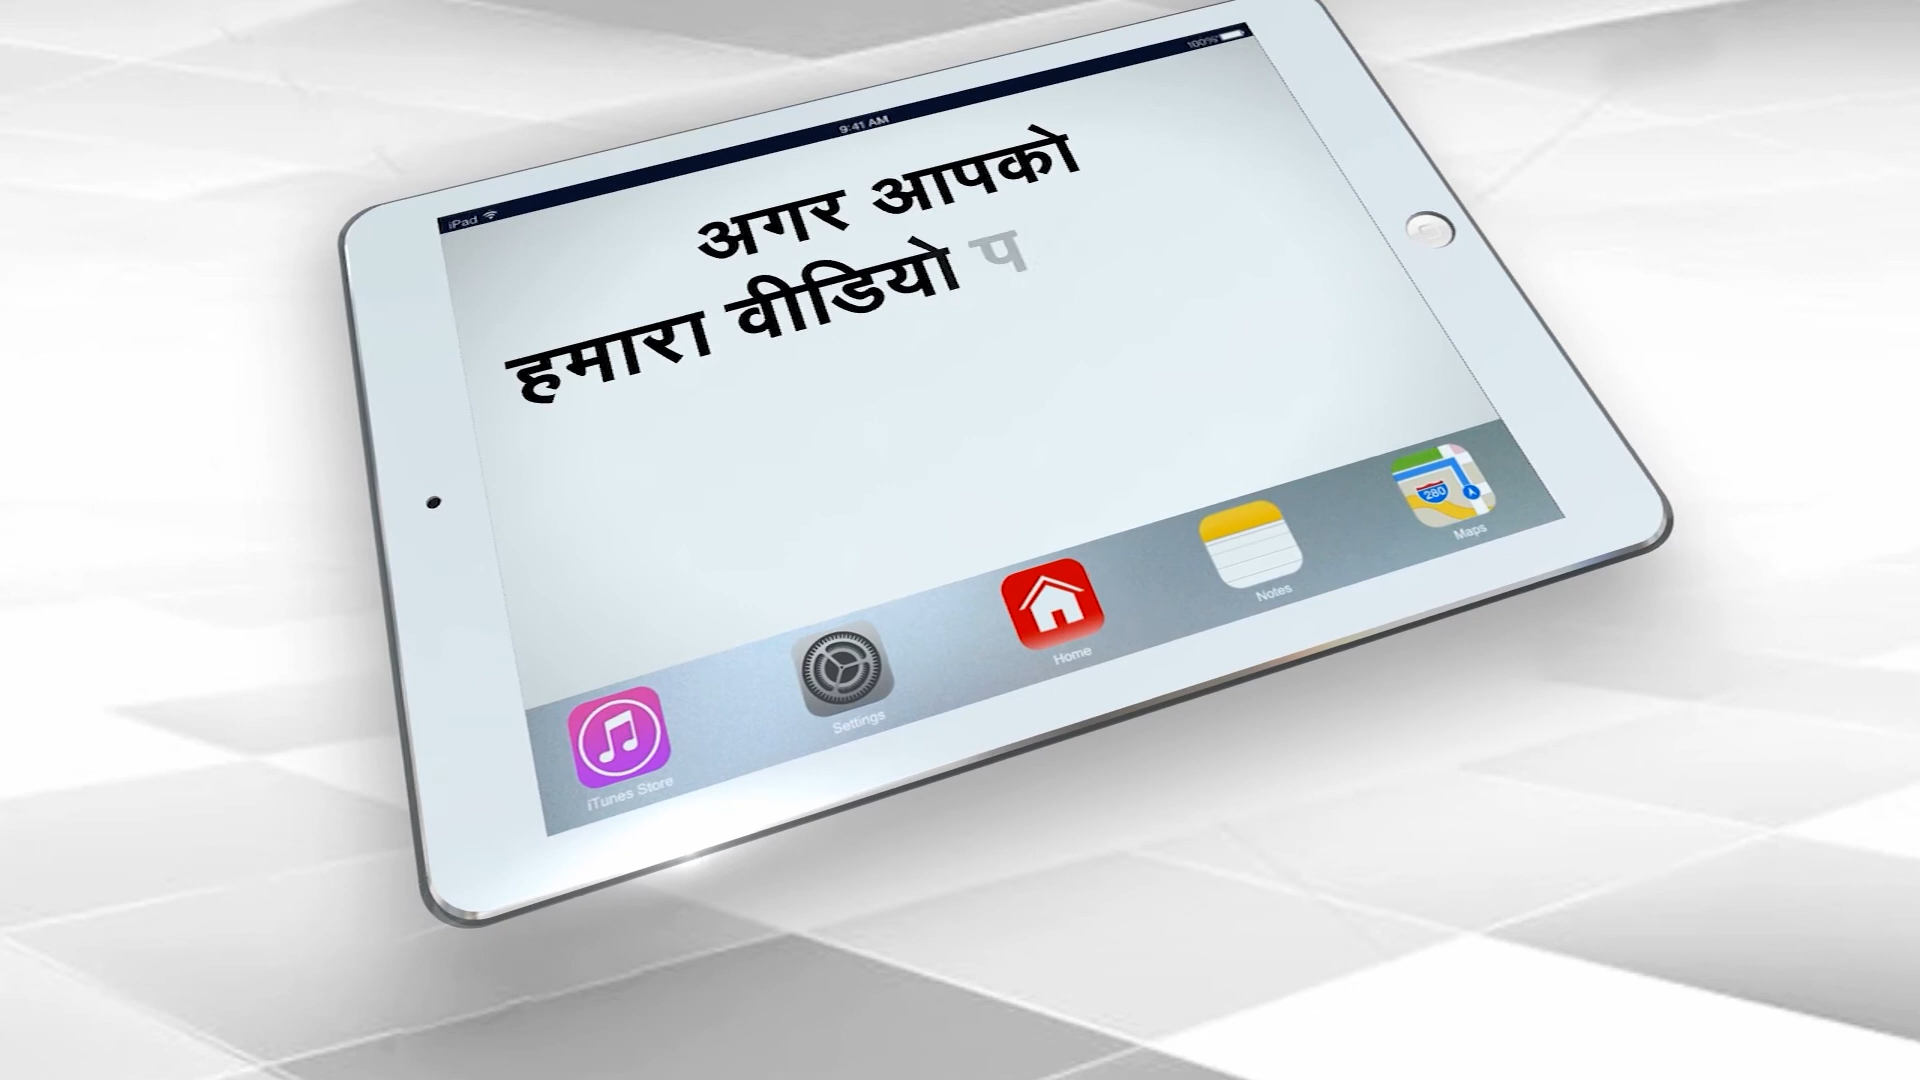 iPad
9:41 AM
100%
अगर आपको
हमारा वीडियो प
iTunes Store
Settings
Home
Notes
280
Maps